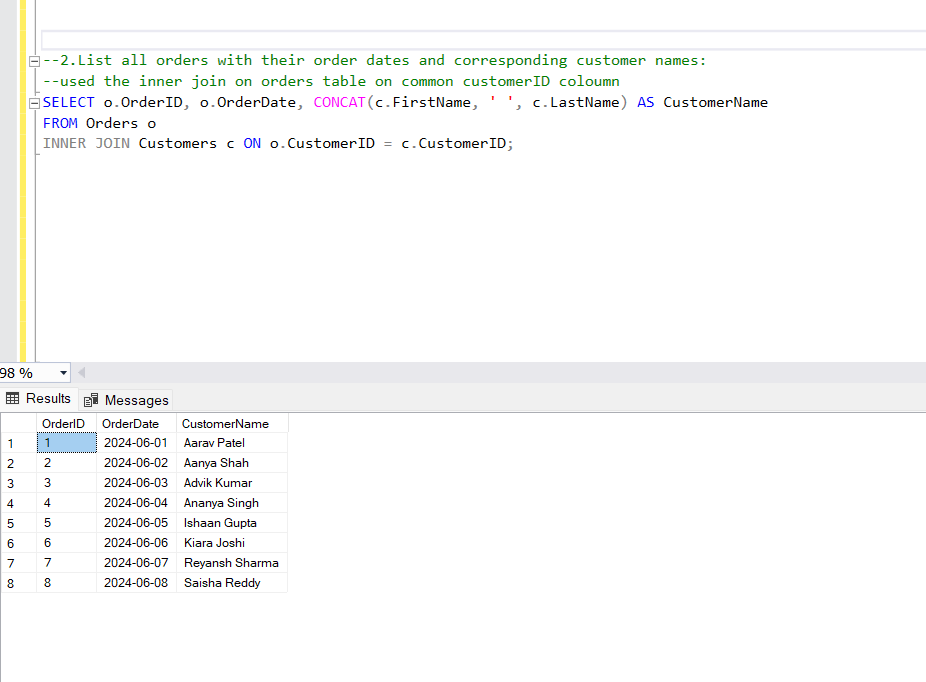 --2.List all orders with their order dates and corresponding customer names:
--used the inner join on orders table on common customerID coloumn
SELECT o.OrderID, o.OrderDate, CONCAT(c.FirstName, ' ', c.LastName) AS CustomerName
FROM Orders o
INNER JOIN Customers c ON o.CustomerID = c.CustomerID;
98 %
Results Messages
OrderID OrderDate CustomerName
1 1 2024-06-01 Aarav Patel
2 2 2024-06-02 Aanya Shah
3 3 2024-06-03 Advik Kumar
4 4 2024-06-04 Ananya Singh
5 5 2024-06-05 Ishaan Gupta
6 6 2024-06-06 Kiara Joshi
7 7 2024-06-07 Reyansh Sharma
8 8 2024-06-08 Saisha Reddy